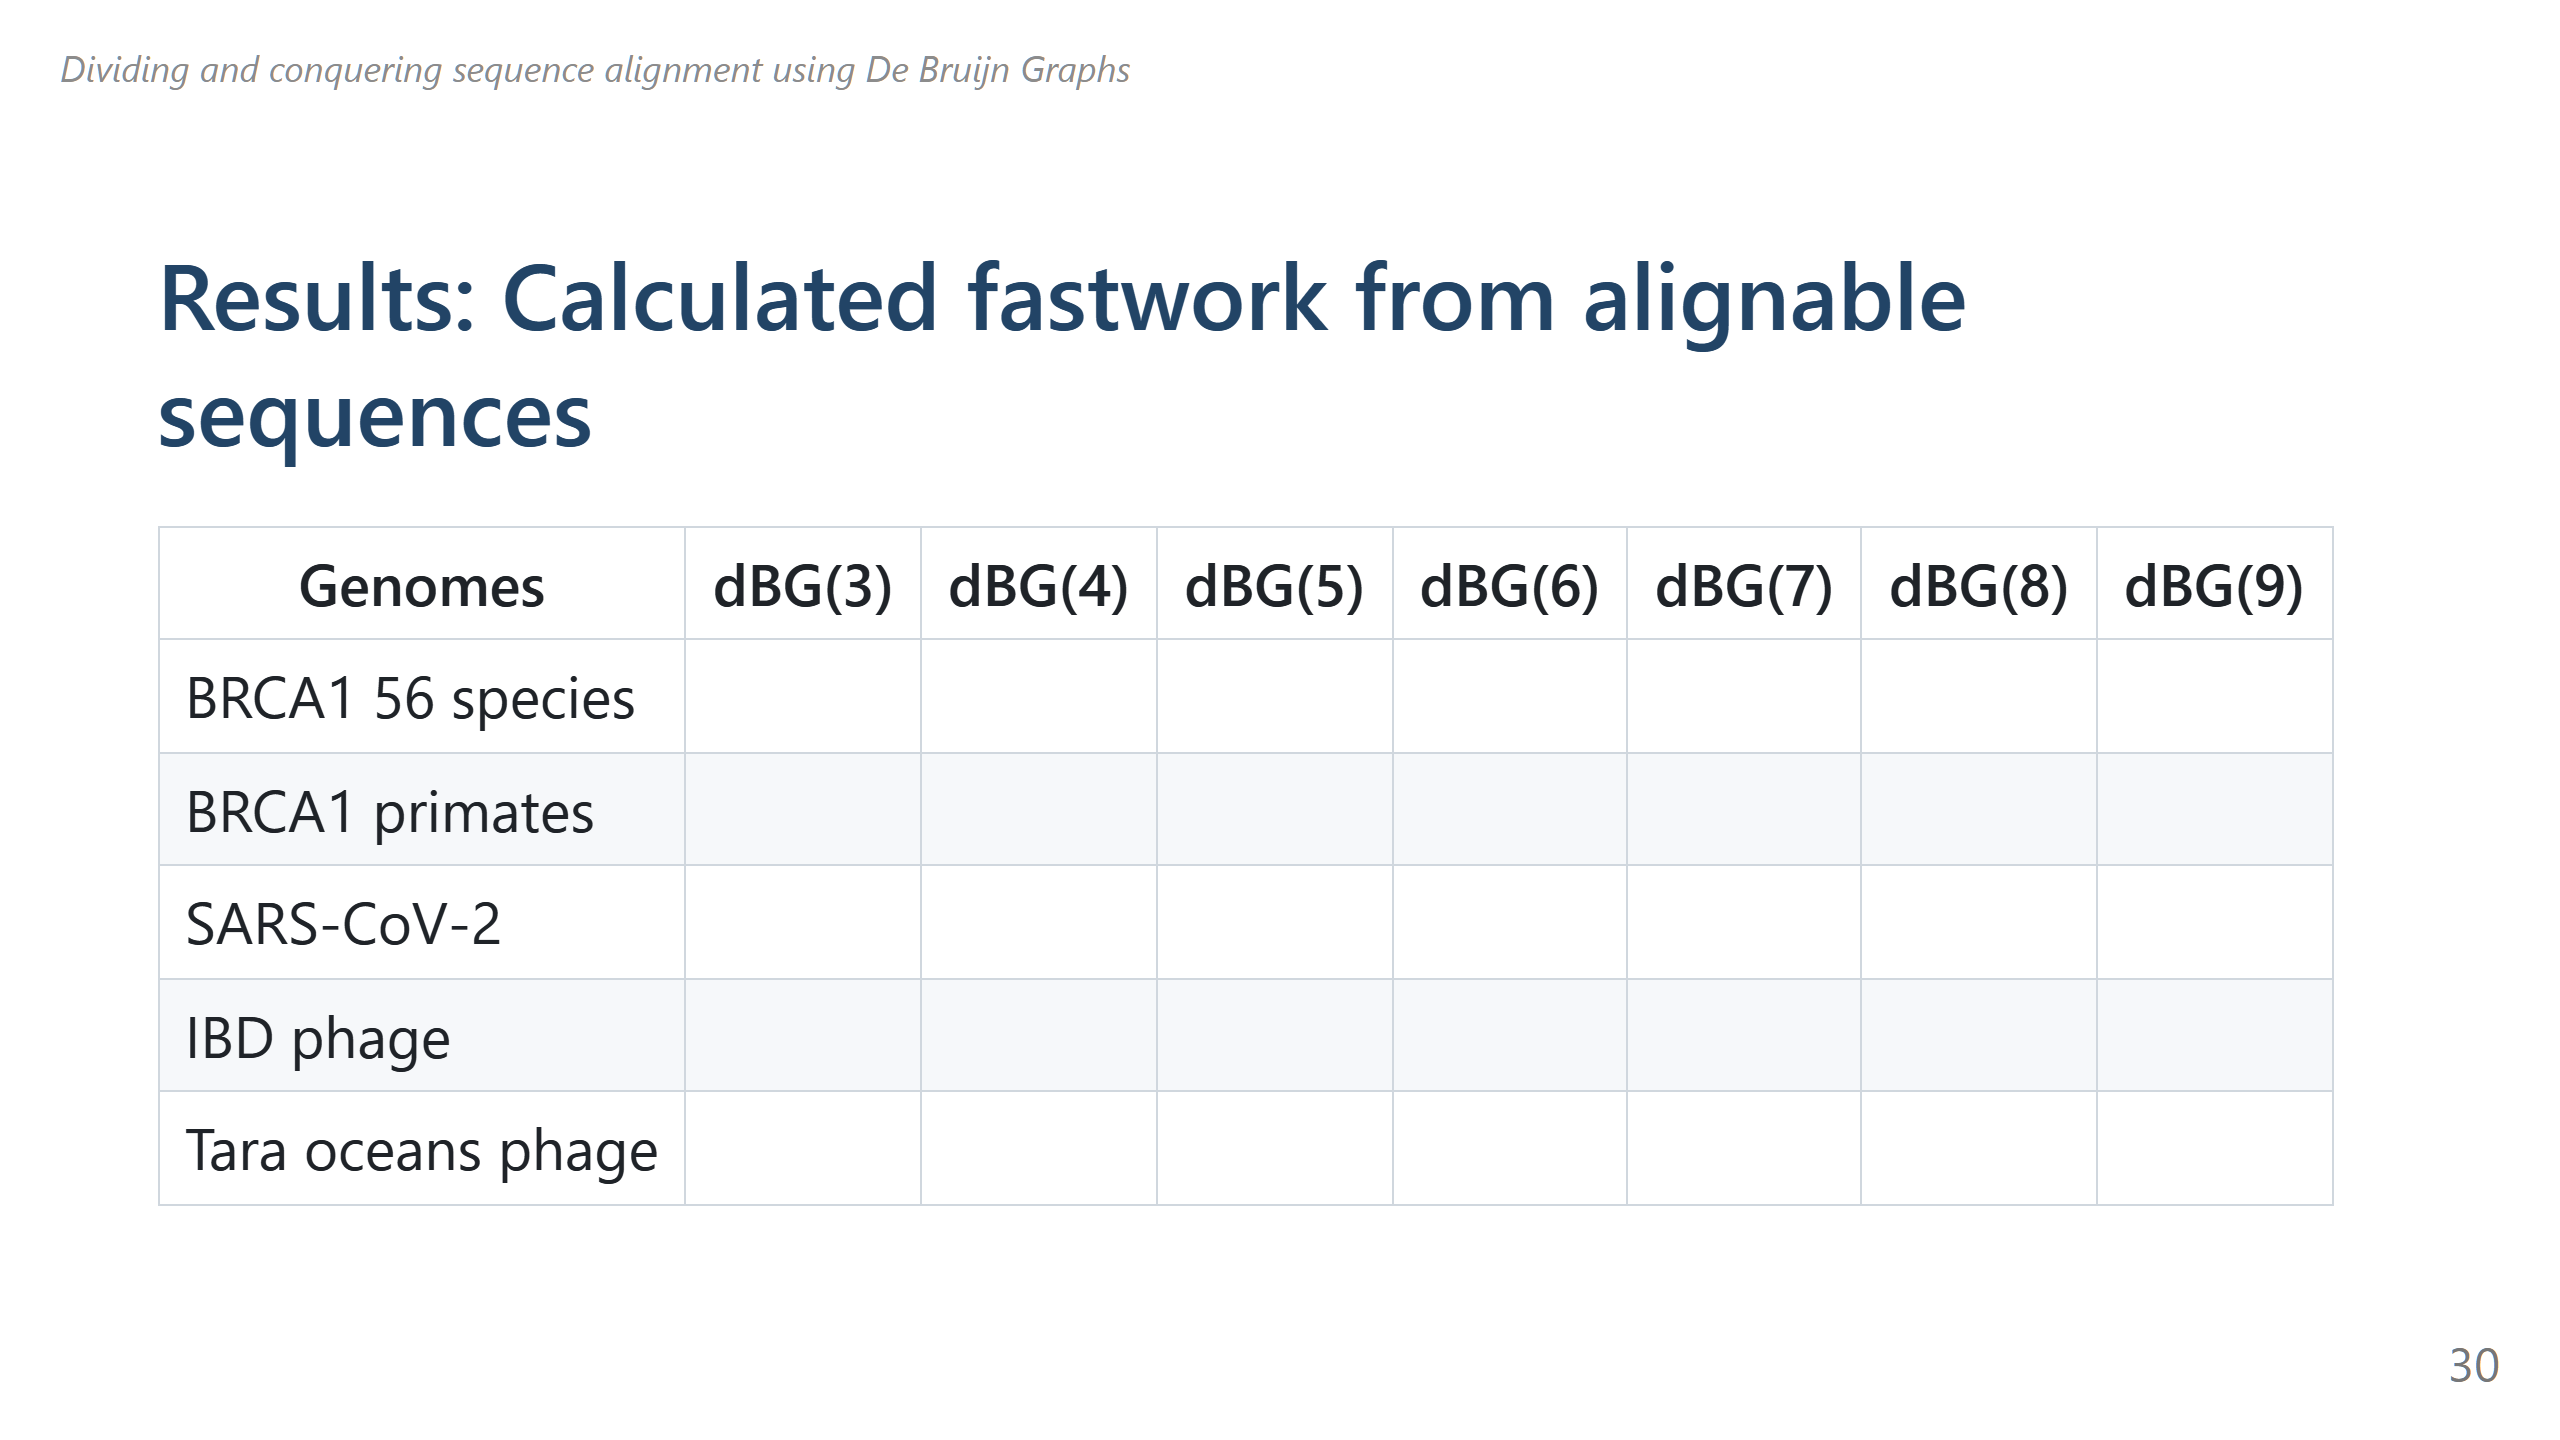 Dividing and conquering sequence alignment using De Bruijn Graphs
Results: Calculated fastwork from alignable
sequences
Genomes dBG(3) dBG(4) dBG(5) dBG(6) dBG(7) dBG(8) dBG(9)
BRCA1 56 species
BRCA1 primates
SARS-CoV-2
IBD phage
Tara oceans phage
30